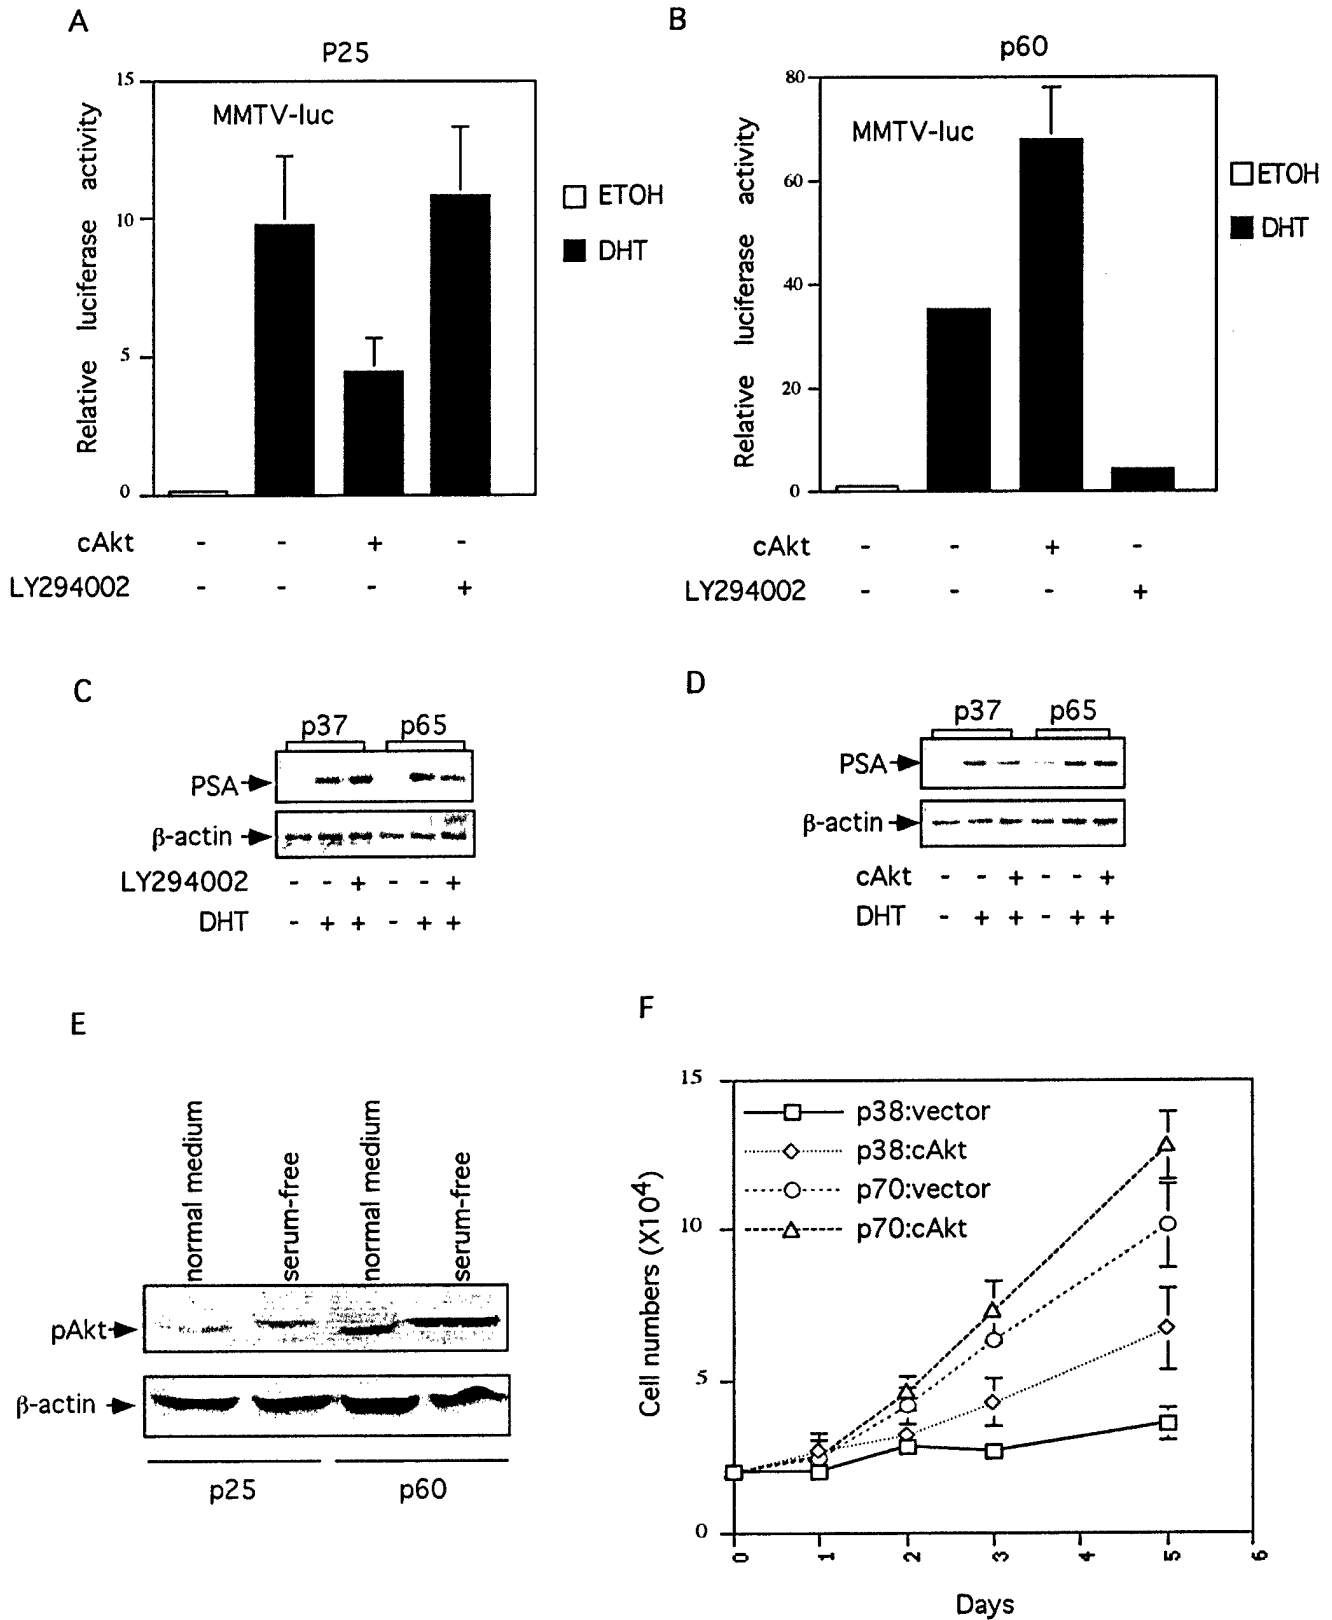 A
P25
15
10
5
0
Relative luciferase activity
MMTV-luc
ETOH
DHT
cAkt - - + -
LY294002 - - - +
B
p60
80
60
40
20
0
Relative luciferase activity
MMTV-luc
ETOH
DHT
cAkt - - + -
LY294002 - - - +
C
p37 p65
PSA
β-actin
LY294002 - - + - - +
DHT - + + - + +
D
p37 p65
PSA
β-actin
cAkt - - + - - +
DHT - + + - + +
E
normal medium
serum-free
normal medium
serum-free
pAkt
β-actin
p25 p60
F
15
10
5
0
Cell numbers (X10⁴)
p38:vector
p38:cAkt
p70:vector
p70:cAkt
0 1 2 3 4 5 6
Days